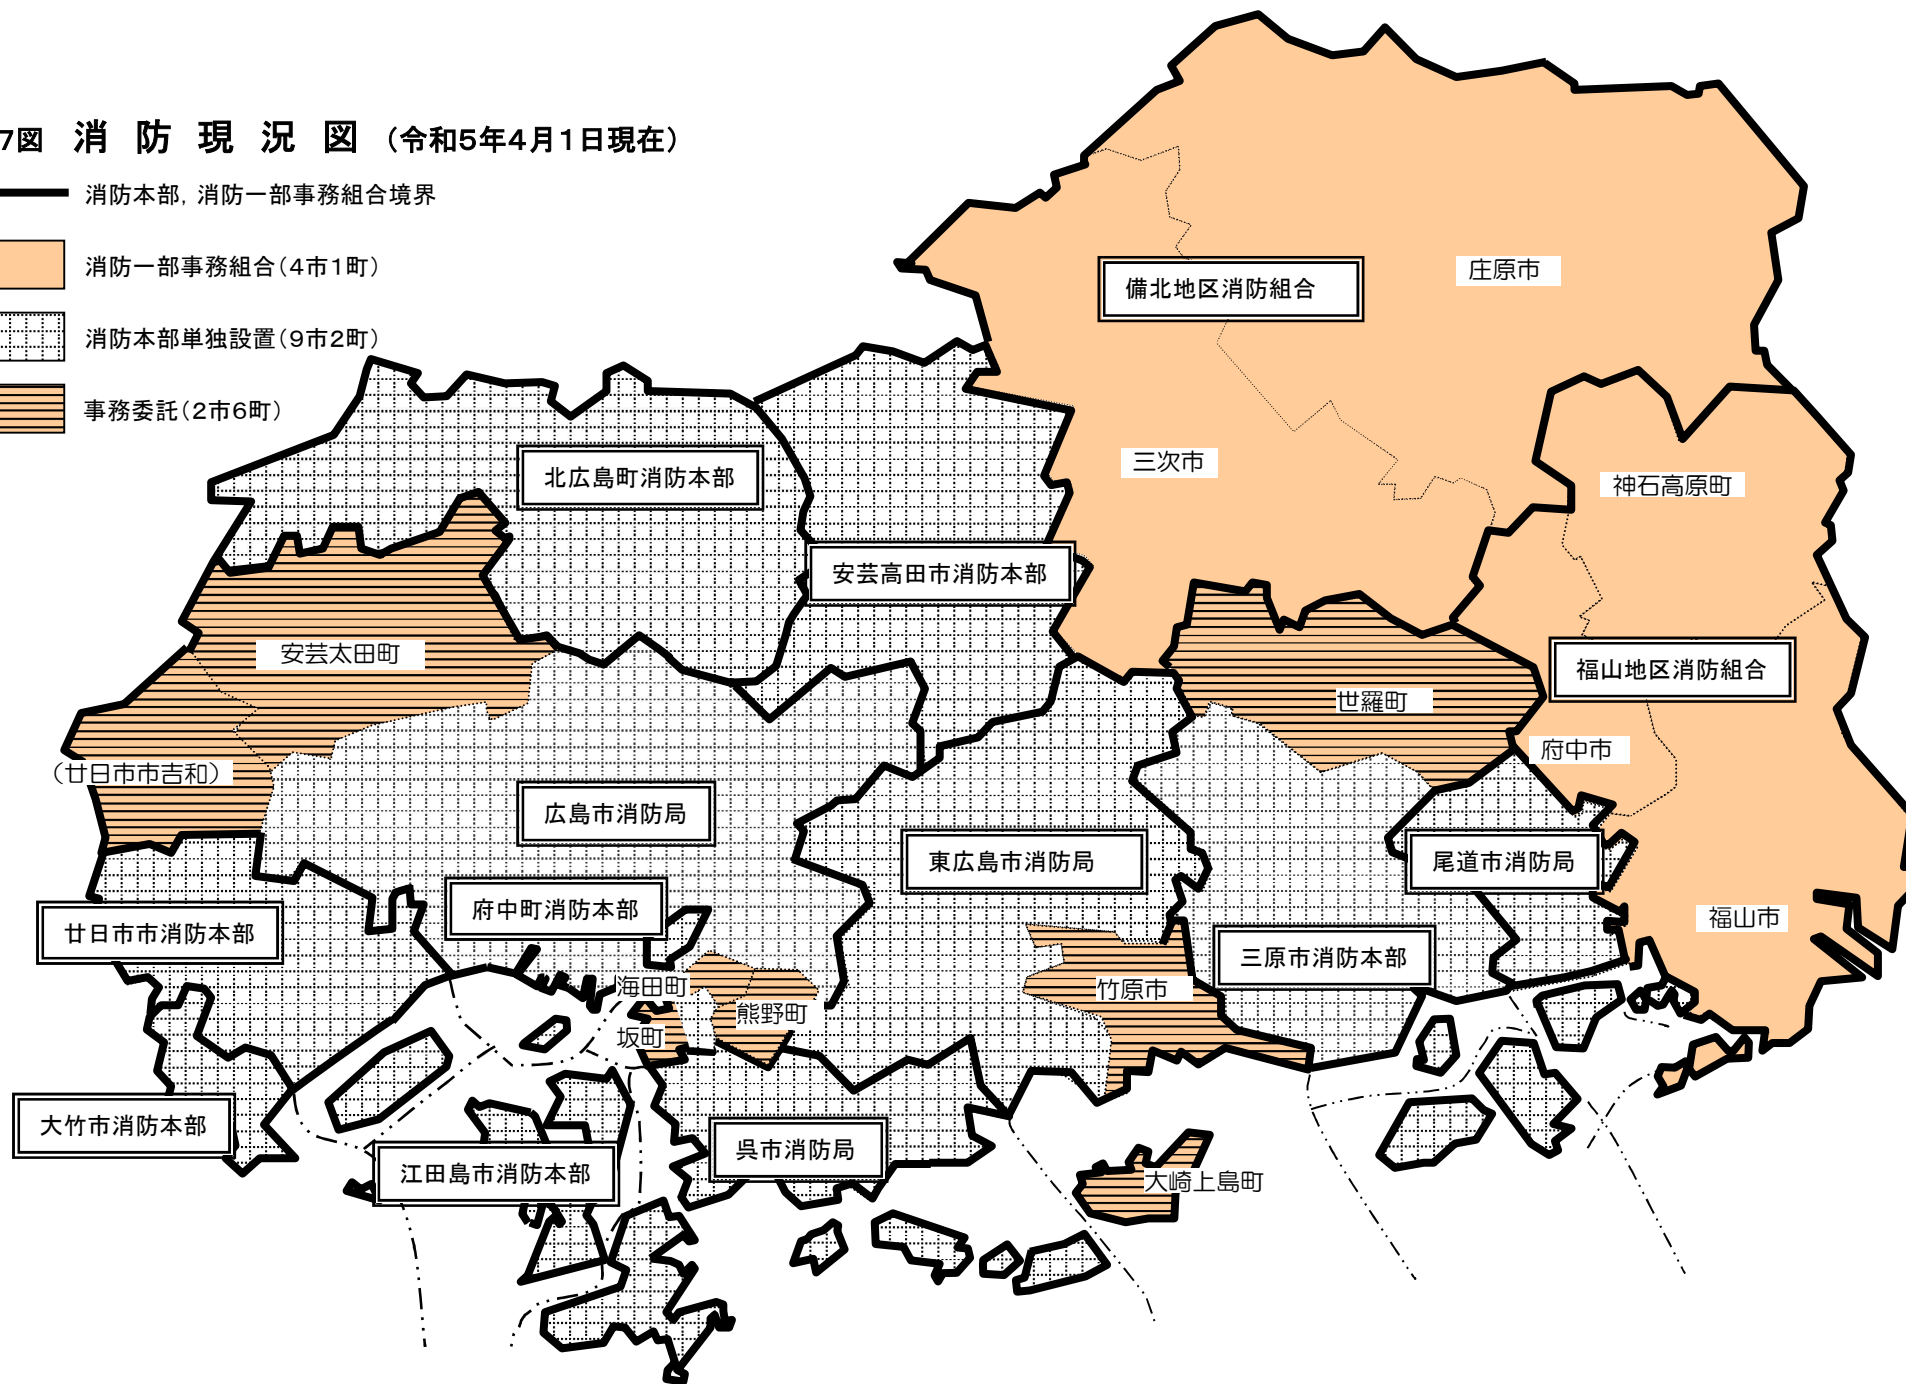 7図 消防現況図（令和5年4月1日現在）
消防本部，消防一部事務組合境界
消防一部事務組合（4市1町）
消防本部単独設置（9市2町）
事務委託（2市6町）
備北地区消防組合
庄原市
三次市
神石高原町
北広島町消防本部
安芸高田市消防本部
安芸太田町
福山地区消防組合
世羅町
府中市
（廿日市市吉和）
広島市消防局
東広島市消防局
尾道市消防局
府中町消防本部
福山市
廿日市市消防本部
三原市消防本部
海田町
竹原市
熊野町
坂町
大竹市消防本部
呉市消防局
江田島市消防本部
大崎上島町